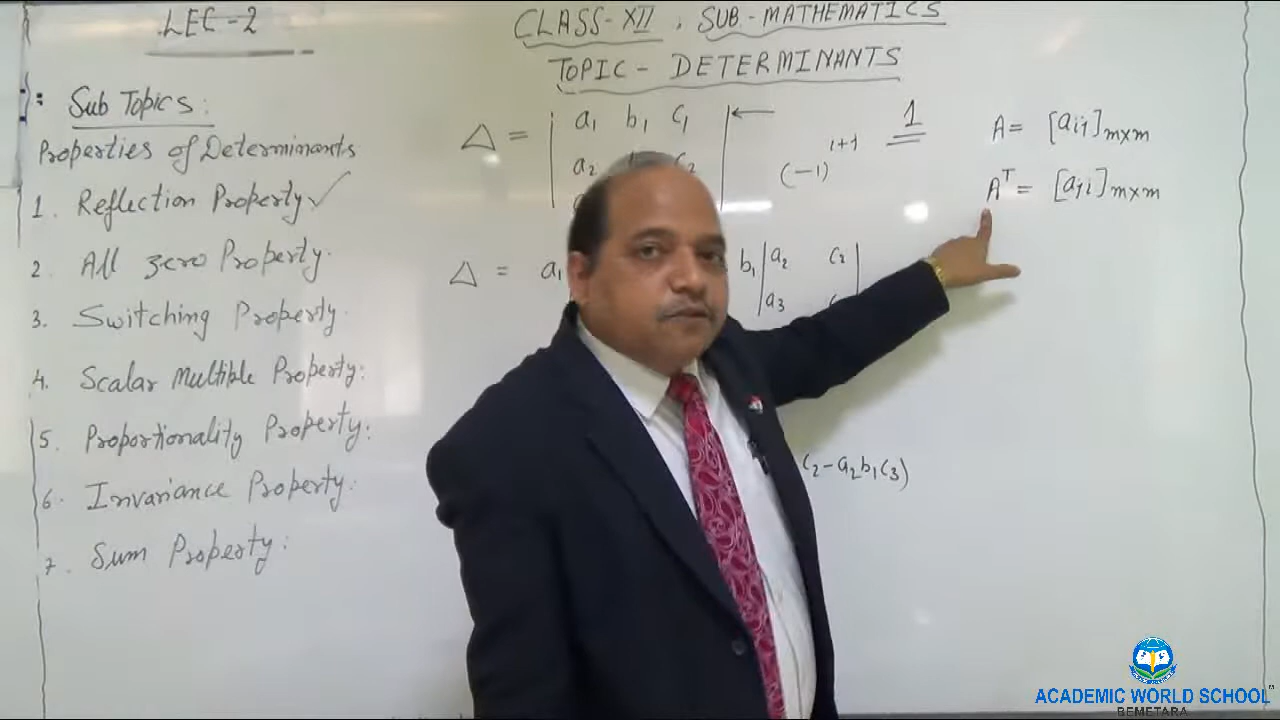 LEC-2
CLASS-XII, SUB-MATHEMATICS
TOPIC-DETERMINANTS
Sub Topics:
Properties of Determinants
1. Reflection Property ✓
2. All zero Property.
3. Switching Property.
4. Scalar Multiple Property:
5. Proportionality Property:
6. Invariance Property:
7. Sum Property:
Δ = | a₁ b₁ c₁ | ←
a₂ c₂
(-1)¹⁺¹
1
A = [aij]m×m
Aᵀ = [aji]m×m
Δ = a₁ b₁ | a₂ c₂ |
| a₃
c₂ - a₂b₁c₃)
ACADEMIC WORLD SCHOOL
BEMETARA